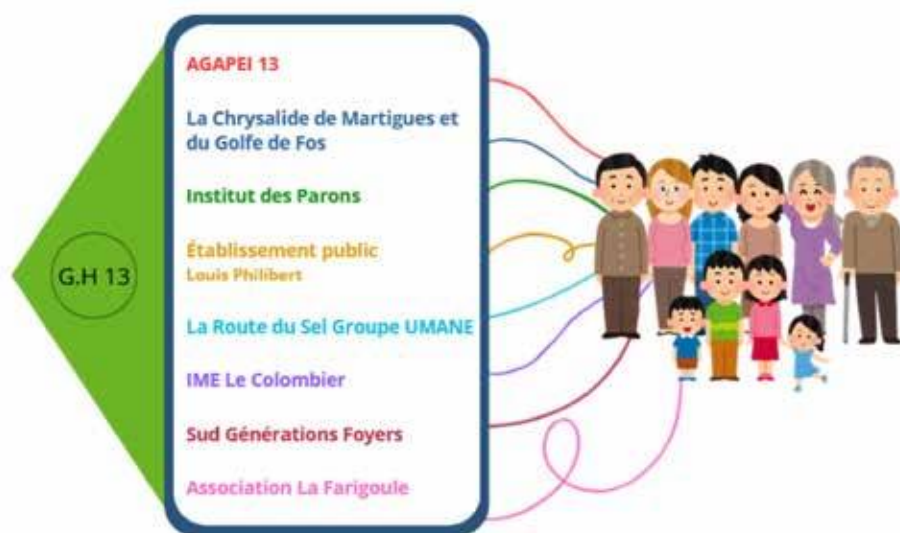 AGAPEI 13
La Chrysalide de Martigues et
du Golfe de Fos
Institut des Parons
Établissement public
Louis Philibert
G.H 13
La Route du Sel Groupe UMANE
IME Le Colombier
Sud Générations Foyers
Association La Farigoule